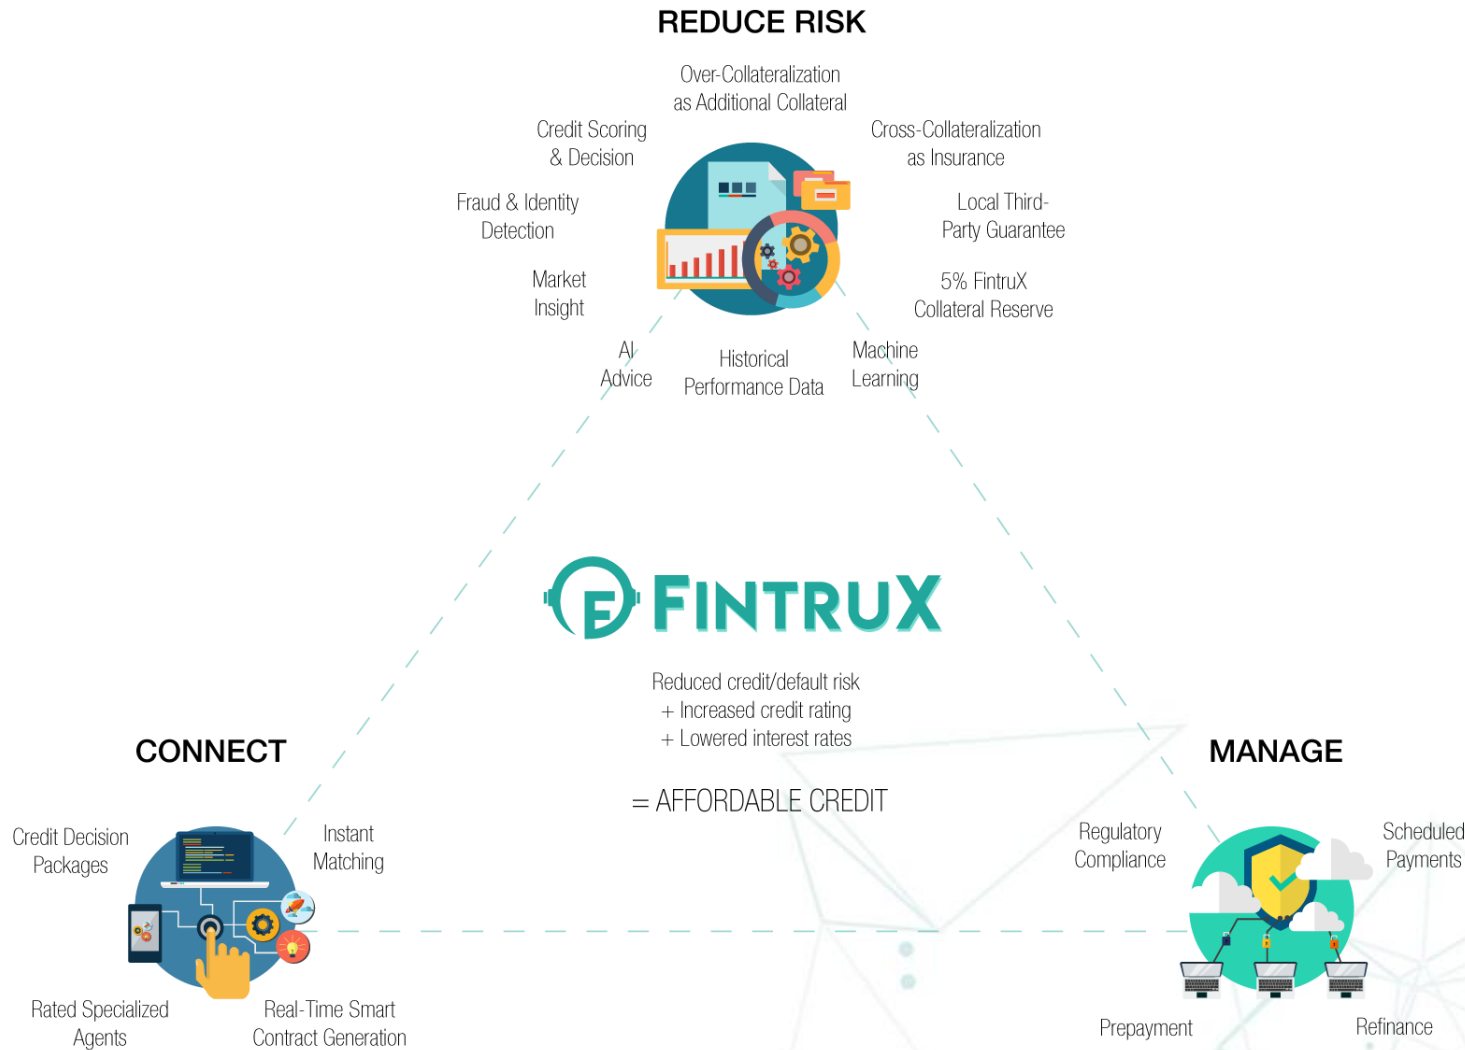 REDUCE RISK
Over-Collateralization
as Additional Collateral
Credit Scoring
& Decision
Cross-Collateralization
as Insurance
Fraud & Identity
Detection
Local Third-
Party Guarantee
Market
Insight
5% FintruX
Collateral Reserve
AI
Advice
Historical
Performance Data
Machine
Learning
FINTRUX
Reduced credit/default risk
+ Increased credit rating
+ Lowered interest rates
= AFFORDABLE CREDIT
CONNECT
Credit Decision
Packages
Instant
Matching
Rated Specialized
Agents
Real-Time Smart
Contract Generation
MANAGE
Regulatory
Compliance
Scheduled
Payments
Prepayment
Refinance